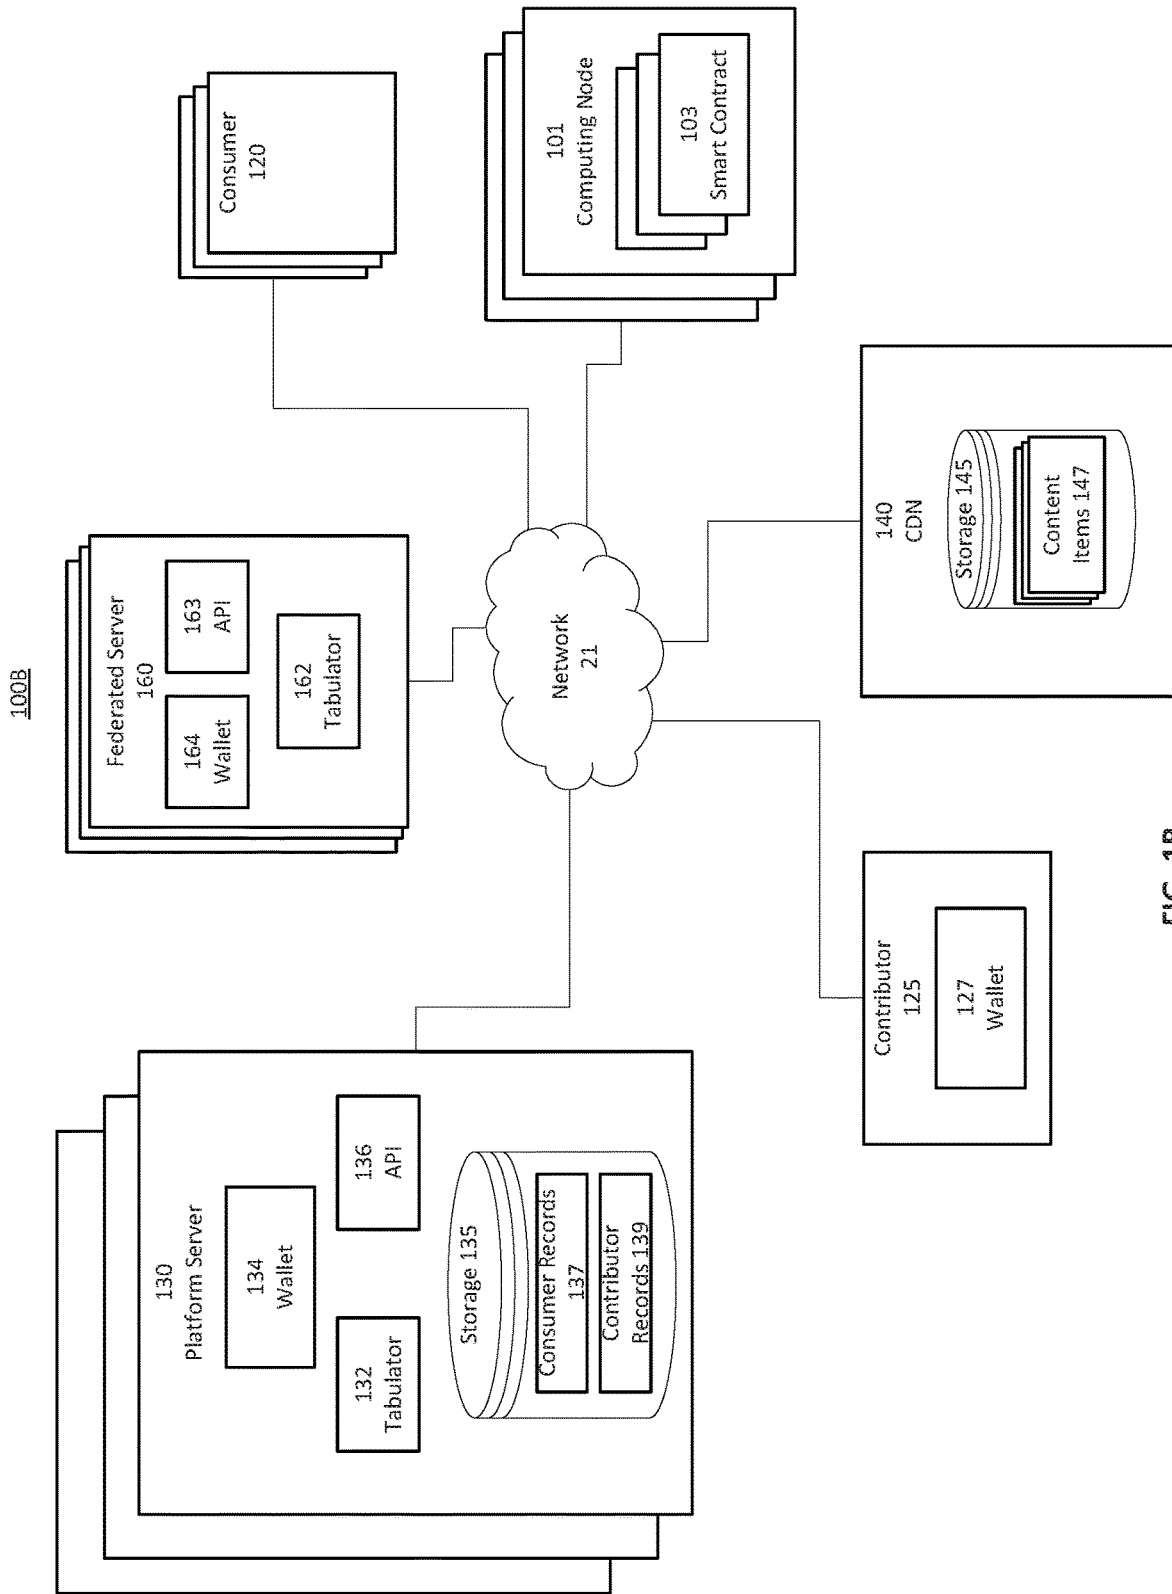 100B
130
Platform Server
134
Wallet
132
Tabulator
136
API
Storage 135
Consumer Records
137
Contributor
Records 139
Federated Server
160
164
Wallet
163
API
162
Tabulator
Consumer
120
Network
21
101
Computing Node
103
Smart Contract
Contributor
125
127
Wallet
140
CDN
Storage 145
Content
Items 147
FIG. 1B